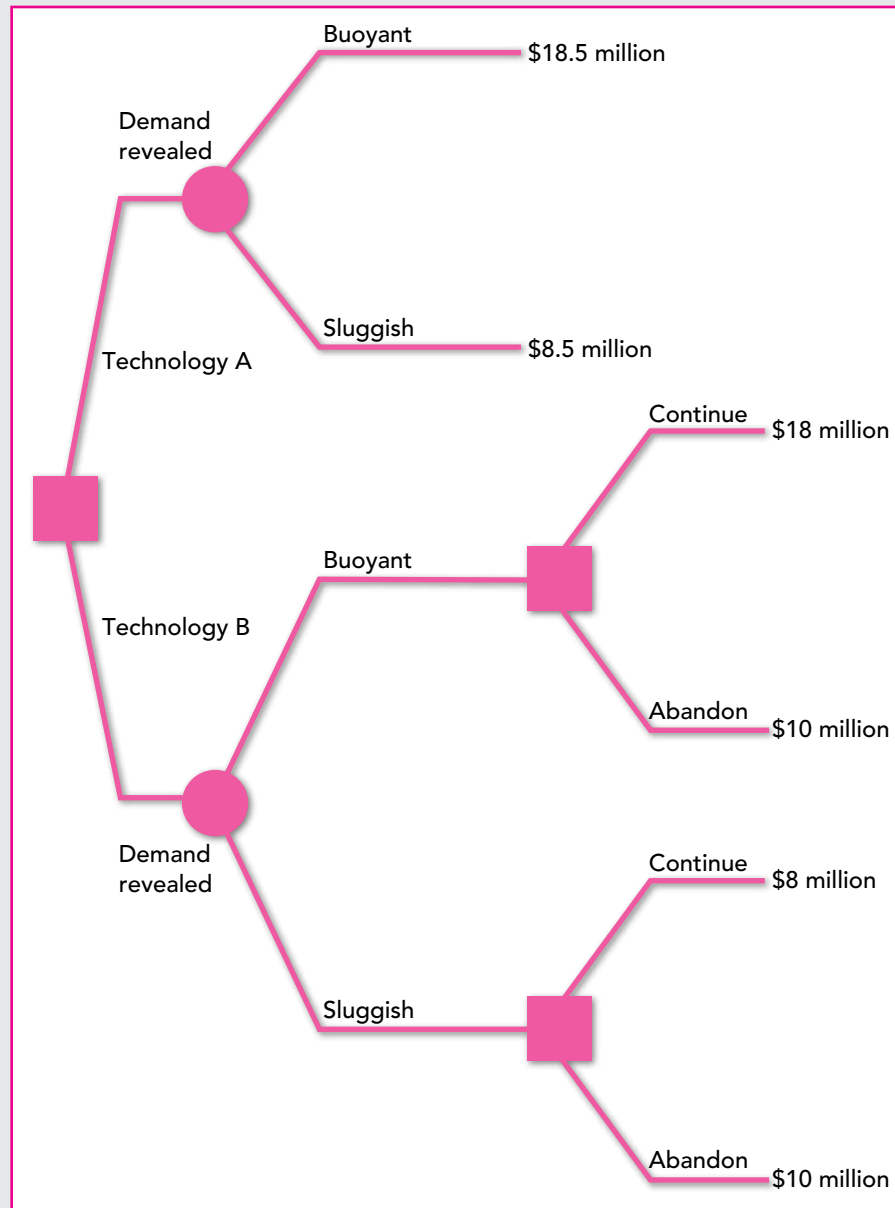 Buoyant
$18.5 million
Demand
revealed
Sluggish
$8.5 million
Technology A
Continue
$18 million
Buoyant
Technology B
Abandon
$10 million
Demand
revealed
Continue
$8 million
Sluggish
Abandon
$10 million